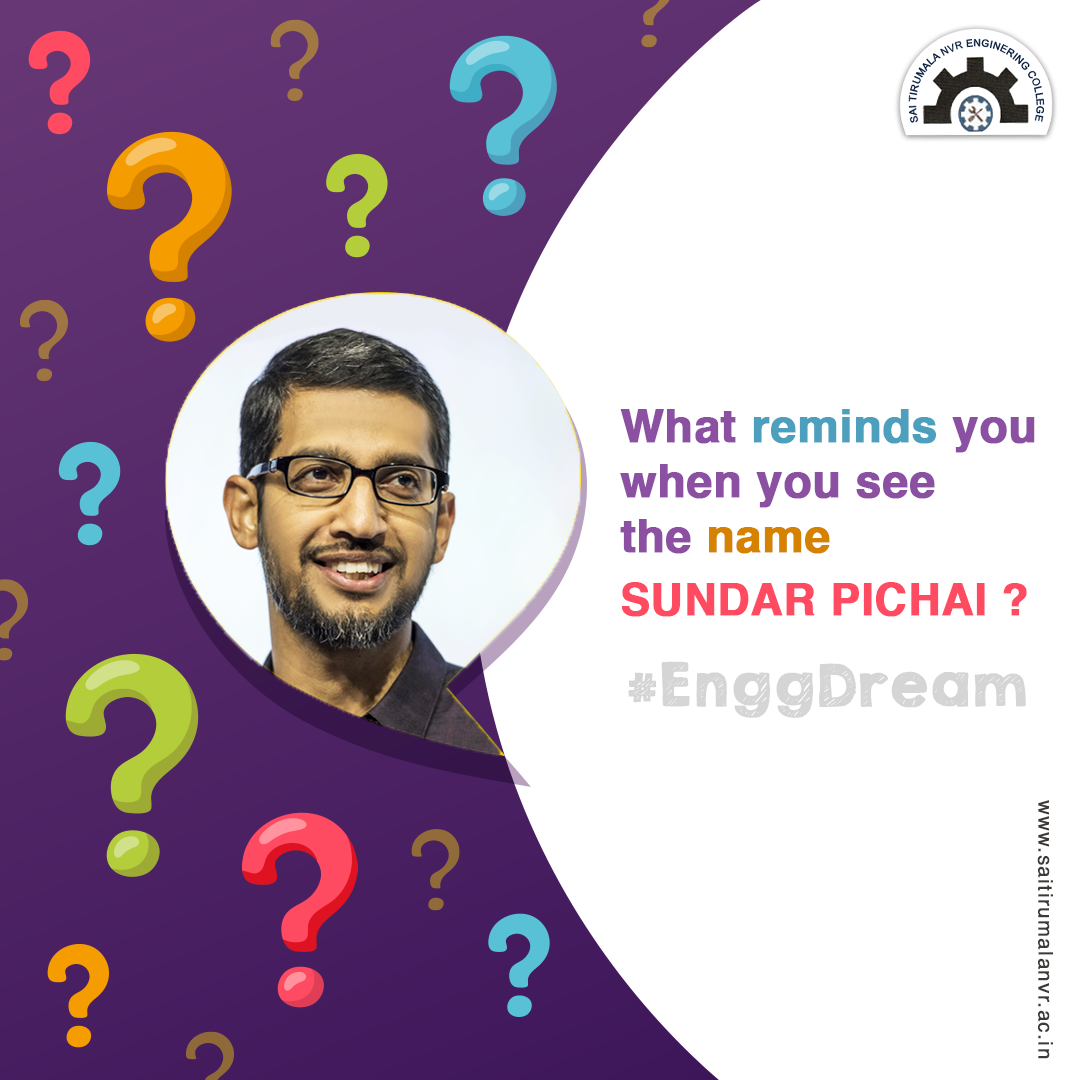 SAI TIRUMALA NVR ENGINERING COLLEGE
What reminds you
when you see
the name
SUNDAR PICHAI ?
#EnggDream
www.saitirumalanvr.ac.in